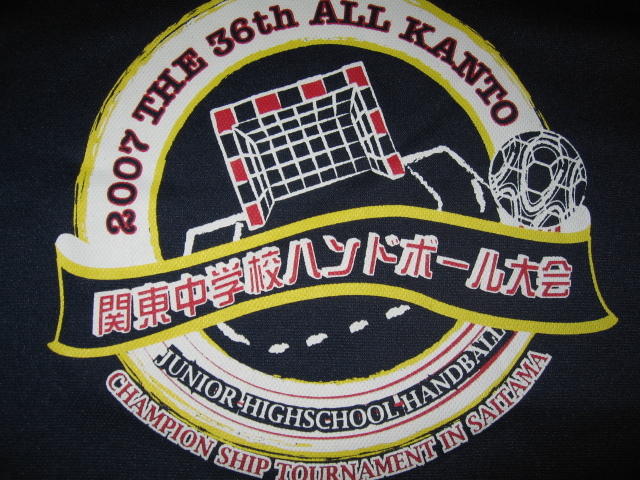 2007 THE 36th ALL KANTO
関東中学校ハンドボール大会
JUNIOR HIGHSCHOOL HANDBALL
CHAMPION SHIP TOURNAMENT IN SAITAMA